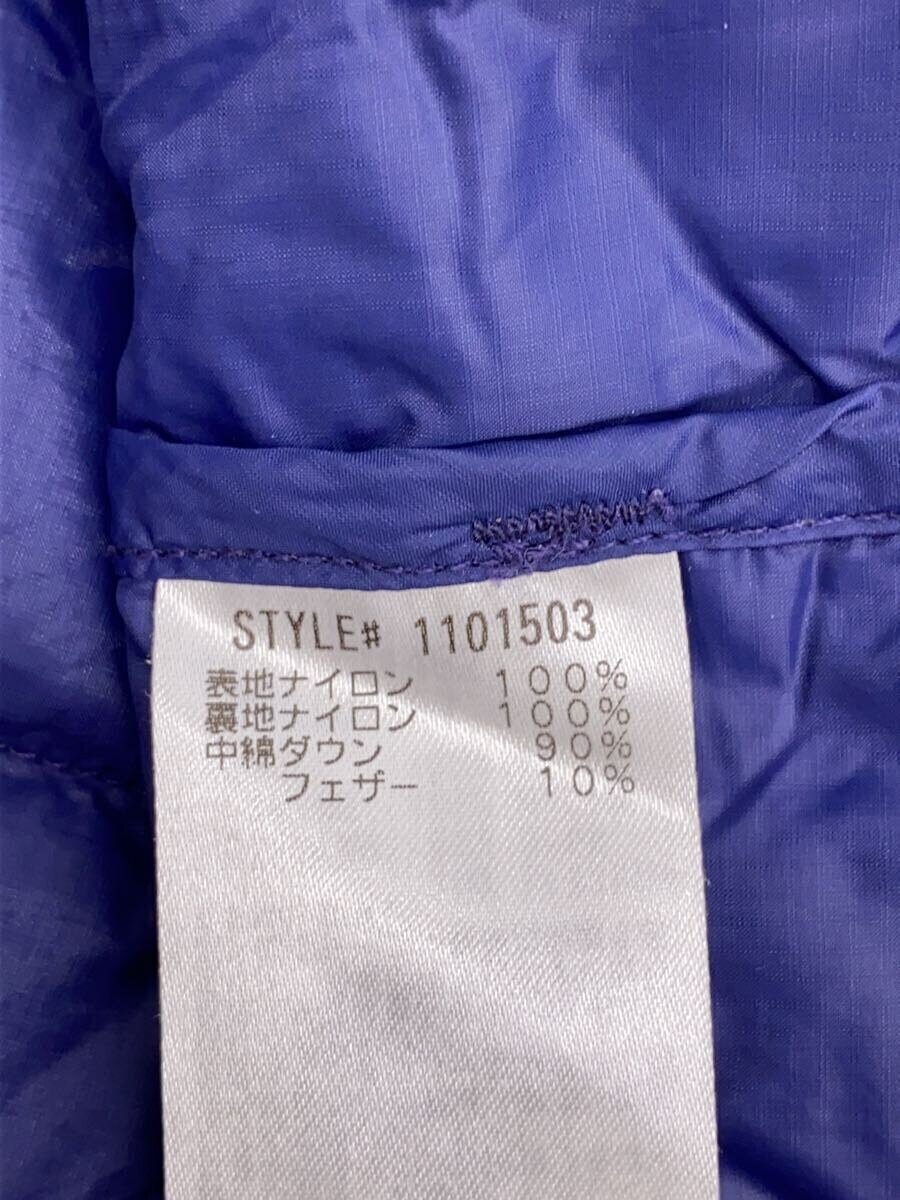 STYLE# 1101503
表地ナイロン 100%
裏地ナイロン 100%
中綿ダウン 90%
フェザー 10%